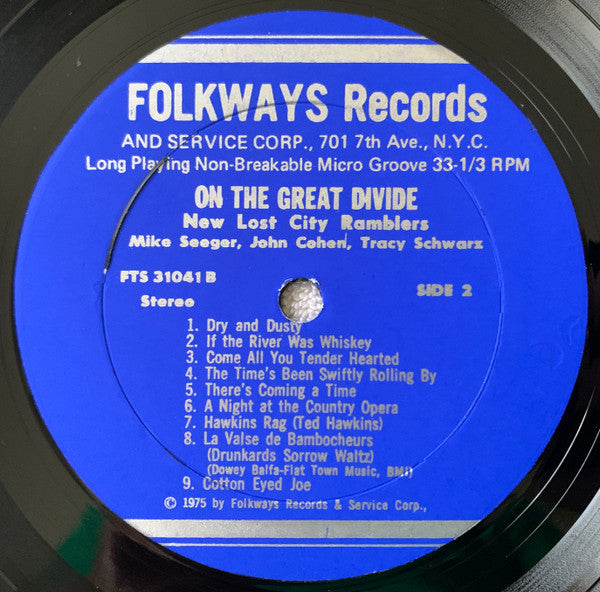 FOLKWAYS Records
AND SERVICE CORP., 701 7th Ave., N.Y.C.
Long Playing Non-Breakable Micro Groove 33-1/3 RPM
ON THE GREAT DIVIDE
New Lost City Ramblers
Mike Seeger, John Cohen, Tracy Schwarz
FTS 31041 B
SIDE 2
Stereo
1. Dry and Dusty
2. If the River Was Whiskey
3. Come All You Tender Hearted
4. The Time's Been Swiftly Rolling By
5. There's Coming a Time
6. A Night at the Country Opera
7. Hawkins Rag (Ted Hawkins)
8. La Valse de Bambocheurs
(Drunkards Sorrow Waltz)
(Dewey Balfa-Flat Town Music, BMI)
9. Cotton Eyed Joe
© 1975 by Folkways Records & Service Corp.,